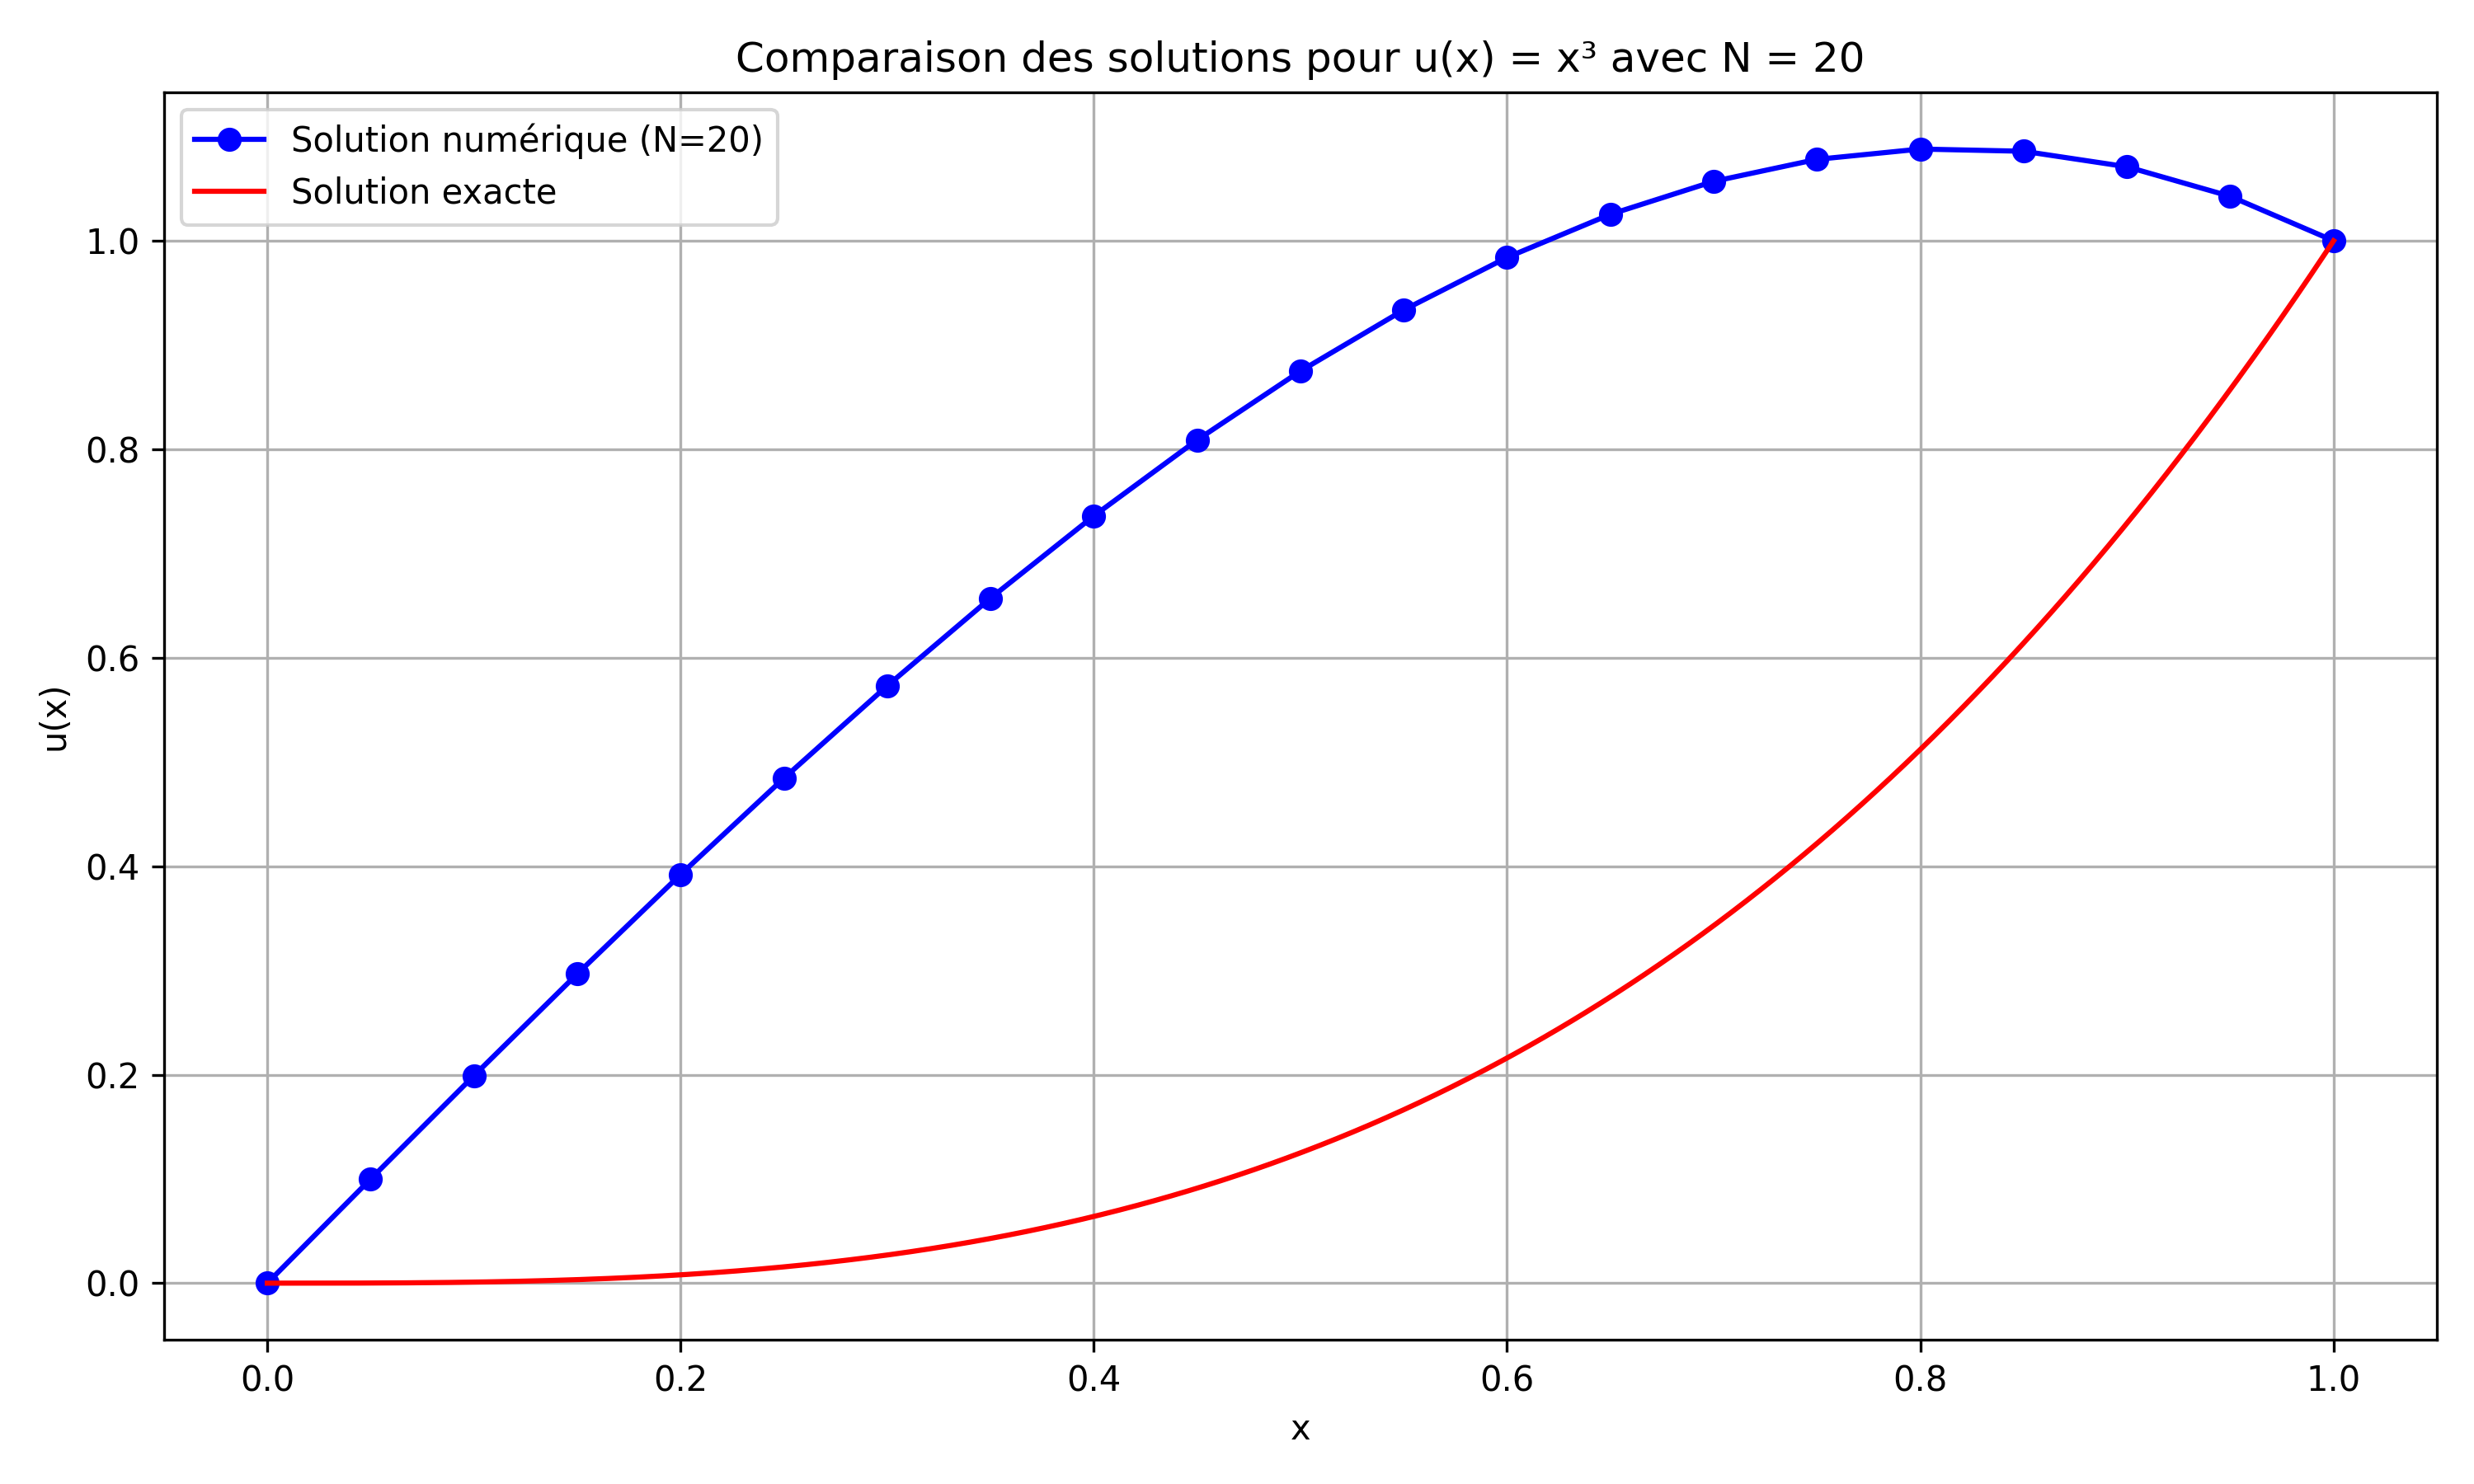 Comparaison des solutions pour u(x) = x³ avec N = 20
Solution numérique (N=20)
Solution exacte
1.0
0.8
0.6
0.4
0.2
0.0
u(x)
0.0 0.2 0.4 0.6 0.8 1.0
x